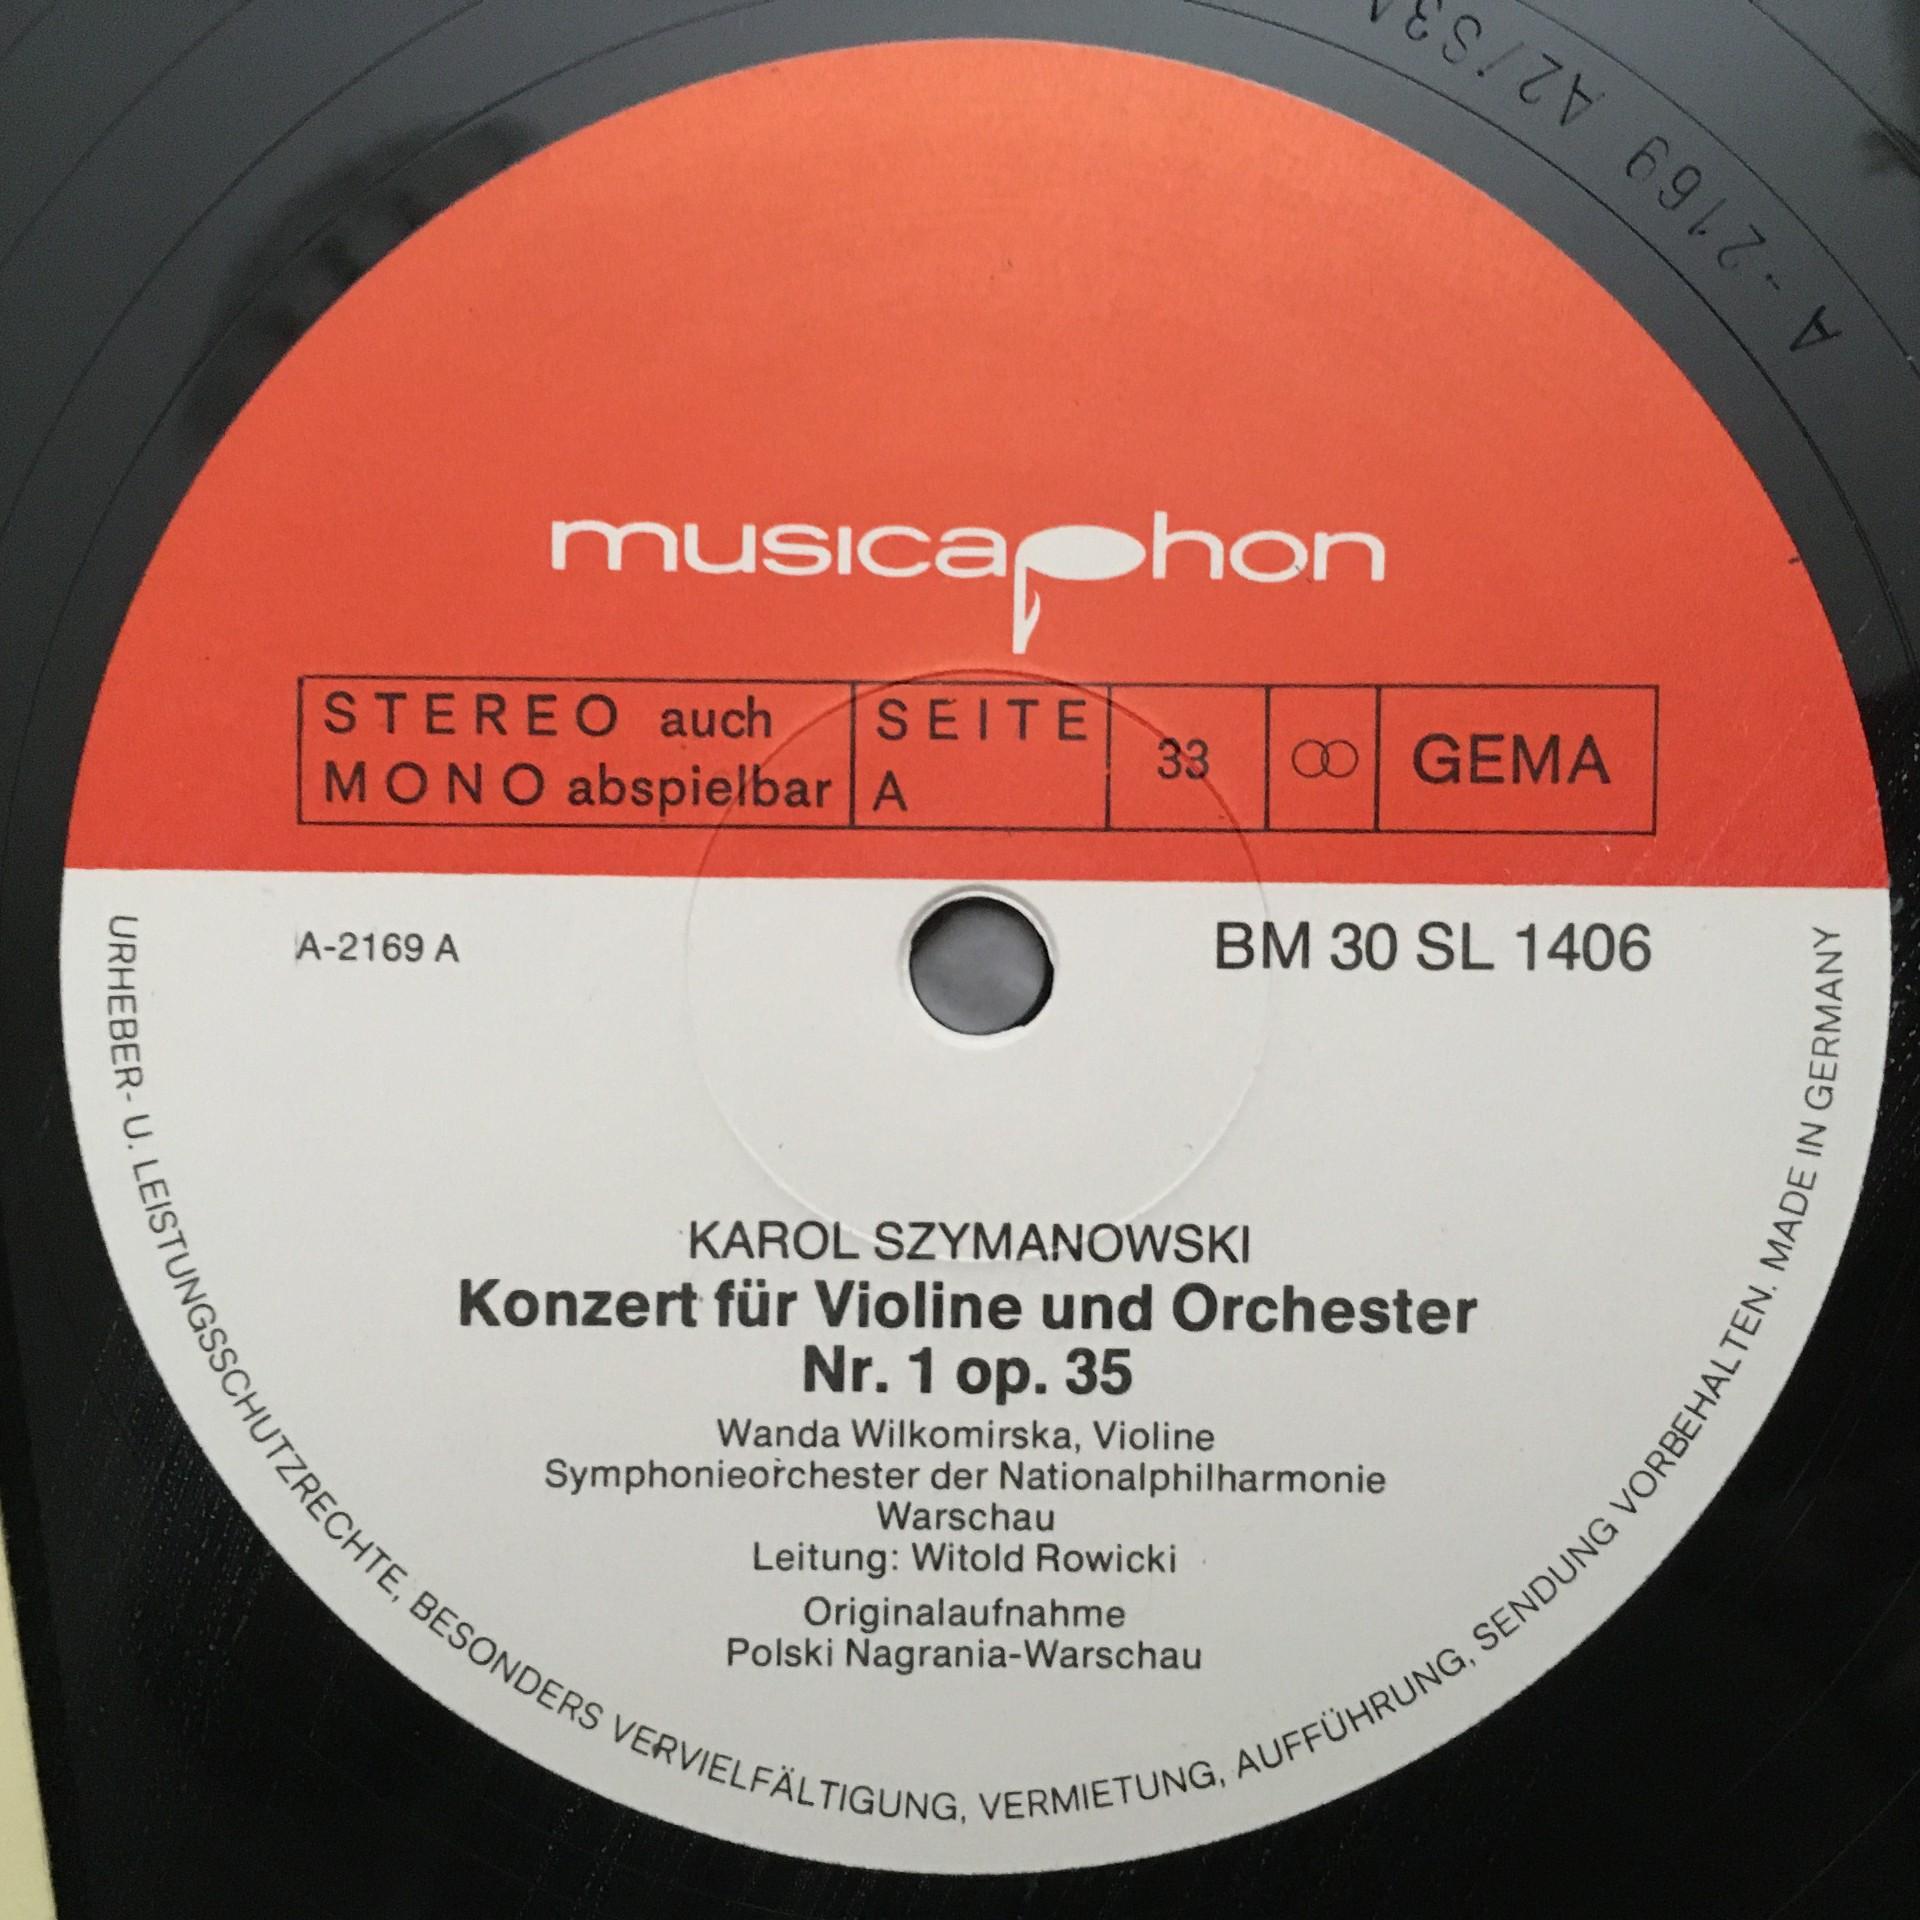 A-2169 A2/S3
musicaphon
STEREO auch
MONO abspielbar
SEITE
A
33
GEMA
A-2169 A
BM 30 SL 1406
KAROL SZYMANOWSKI
Konzert für Violine und Orchester
Nr. 1 op. 35
Wanda Wilkomirska, Violine
Symphonieorchester der Nationalphilharmonie
Warschau
Leitung: Witold Rowicki
Originalaufnahme
Polski Nagrania-Warschau
URHEBER- U. LEISTUNGSSCHUTZRECHTE, BESONDERS VERVIELFÄLTIGUNG, VERMIETUNG, AUFFÜHRUNG, SENDUNG VORBEHALTEN. MADE IN GERMANY